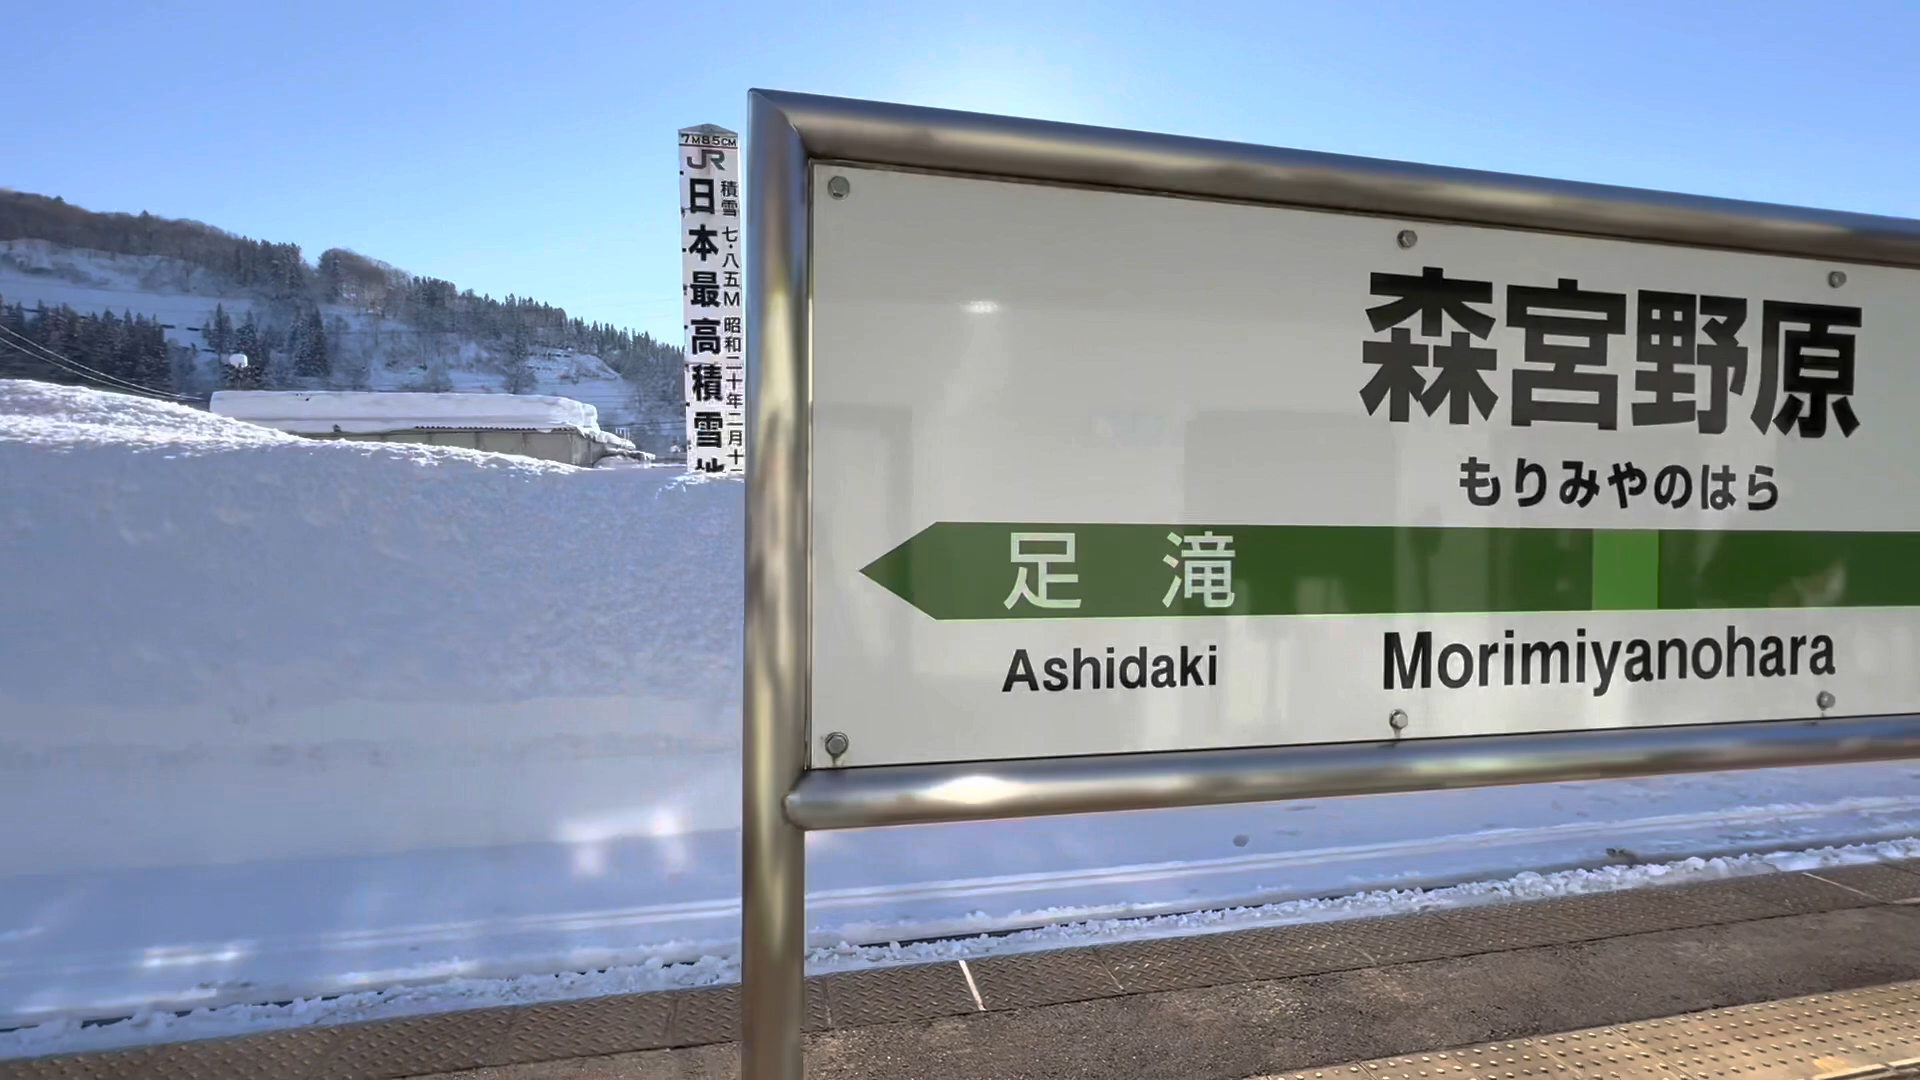 7M85CM
JR
日本最高積雪地
積雪 七・八五M 昭和二十年二月十
森宮野原
もりみやのはら
足 滝
Ashidaki
Morimiyanohara